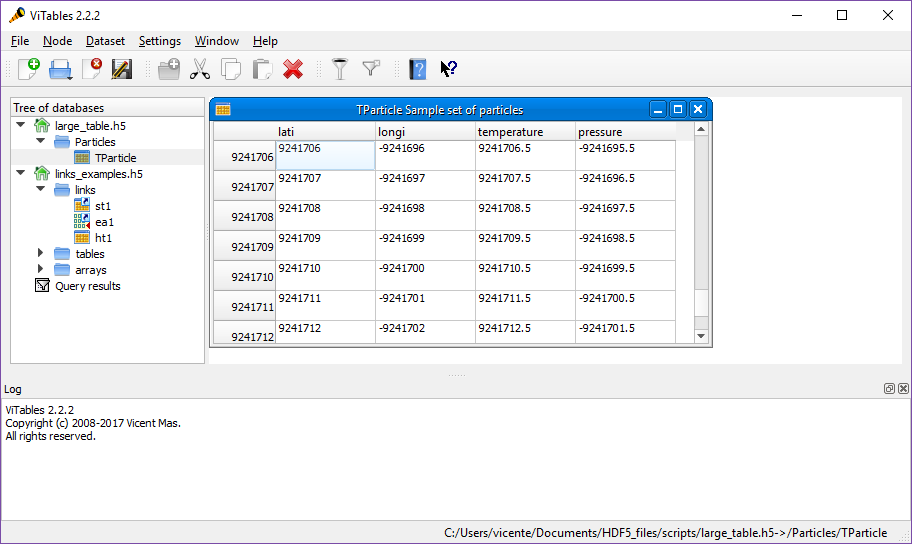 ViTables 2.2.2
File Node Dataset Settings Window Help
Tree of databases
large_table.h5
Particles
TParticle
links_examples.h5
links
st1
ea1
ht1
tables
arrays
Query results
TParticle Sample set of particles
lati longi temperature pressure
9241706 9241706 -9241696 9241706.5 -9241695.5
9241707 9241707 -9241697 9241707.5 -9241696.5
9241708 9241708 -9241698 9241708.5 -9241697.5
9241709 9241709 -9241699 9241709.5 -9241698.5
9241710 9241710 -9241700 9241710.5 -9241699.5
9241711 9241711 -9241701 9241711.5 -9241700.5
9241712 9241712 -9241702 9241712.5 -9241701.5
Log
ViTables 2.2.2
Copyright (c) 2008-2017 Vicent Mas.
All rights reserved.
C:/Users/vicente/Documents/HDF5_files/scripts/large_table.h5->/Particles/TParticle